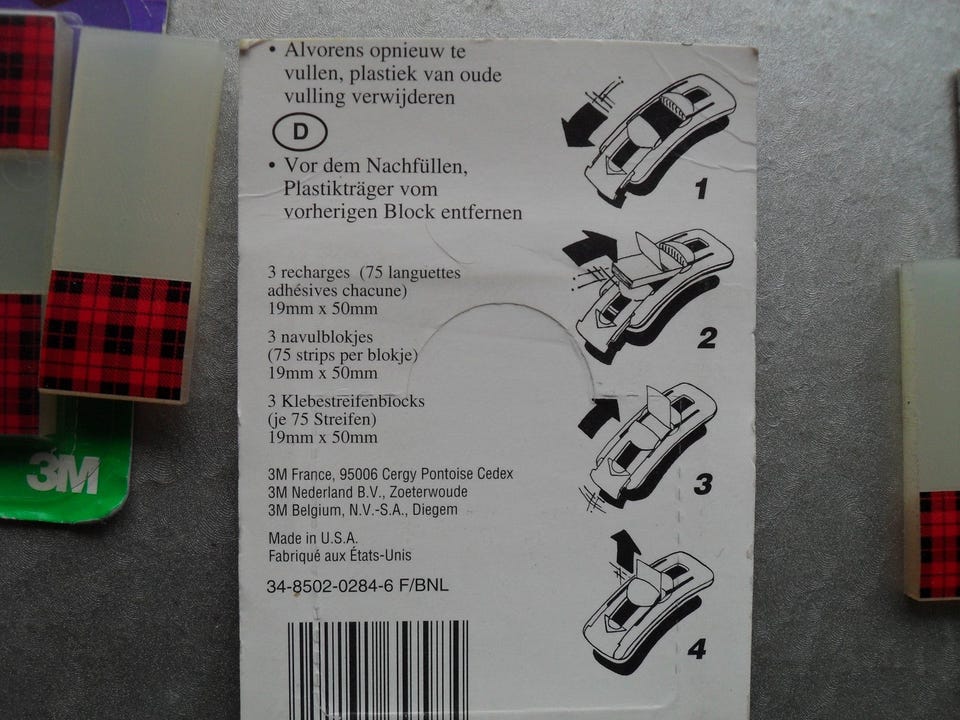 • Alvorens opnieuw te
vullen, plastiek van oude
vulling verwijderen
D
• Vor dem Nachfüllen,
Plastikträger vom
vorherigen Block entfernen
3 recharges (75 languettes
adhésives chacune)
19mm x 50mm
3 navulblokjes
(75 strips per blokje)
19mm x 50mm
3 Klebestreifenblocks
(je 75 Streifen)
19mm x 50mm
3M France, 95006 Cergy Pontoise Cedex
3M Nederland B.V., Zoeterwoude
3M Belgium, N.V.-S.A., Diegem
Made in U.S.A.
Fabriqué aux États-Unis
34-8502-0284-6 F/BNL
1
2
3
4
3M